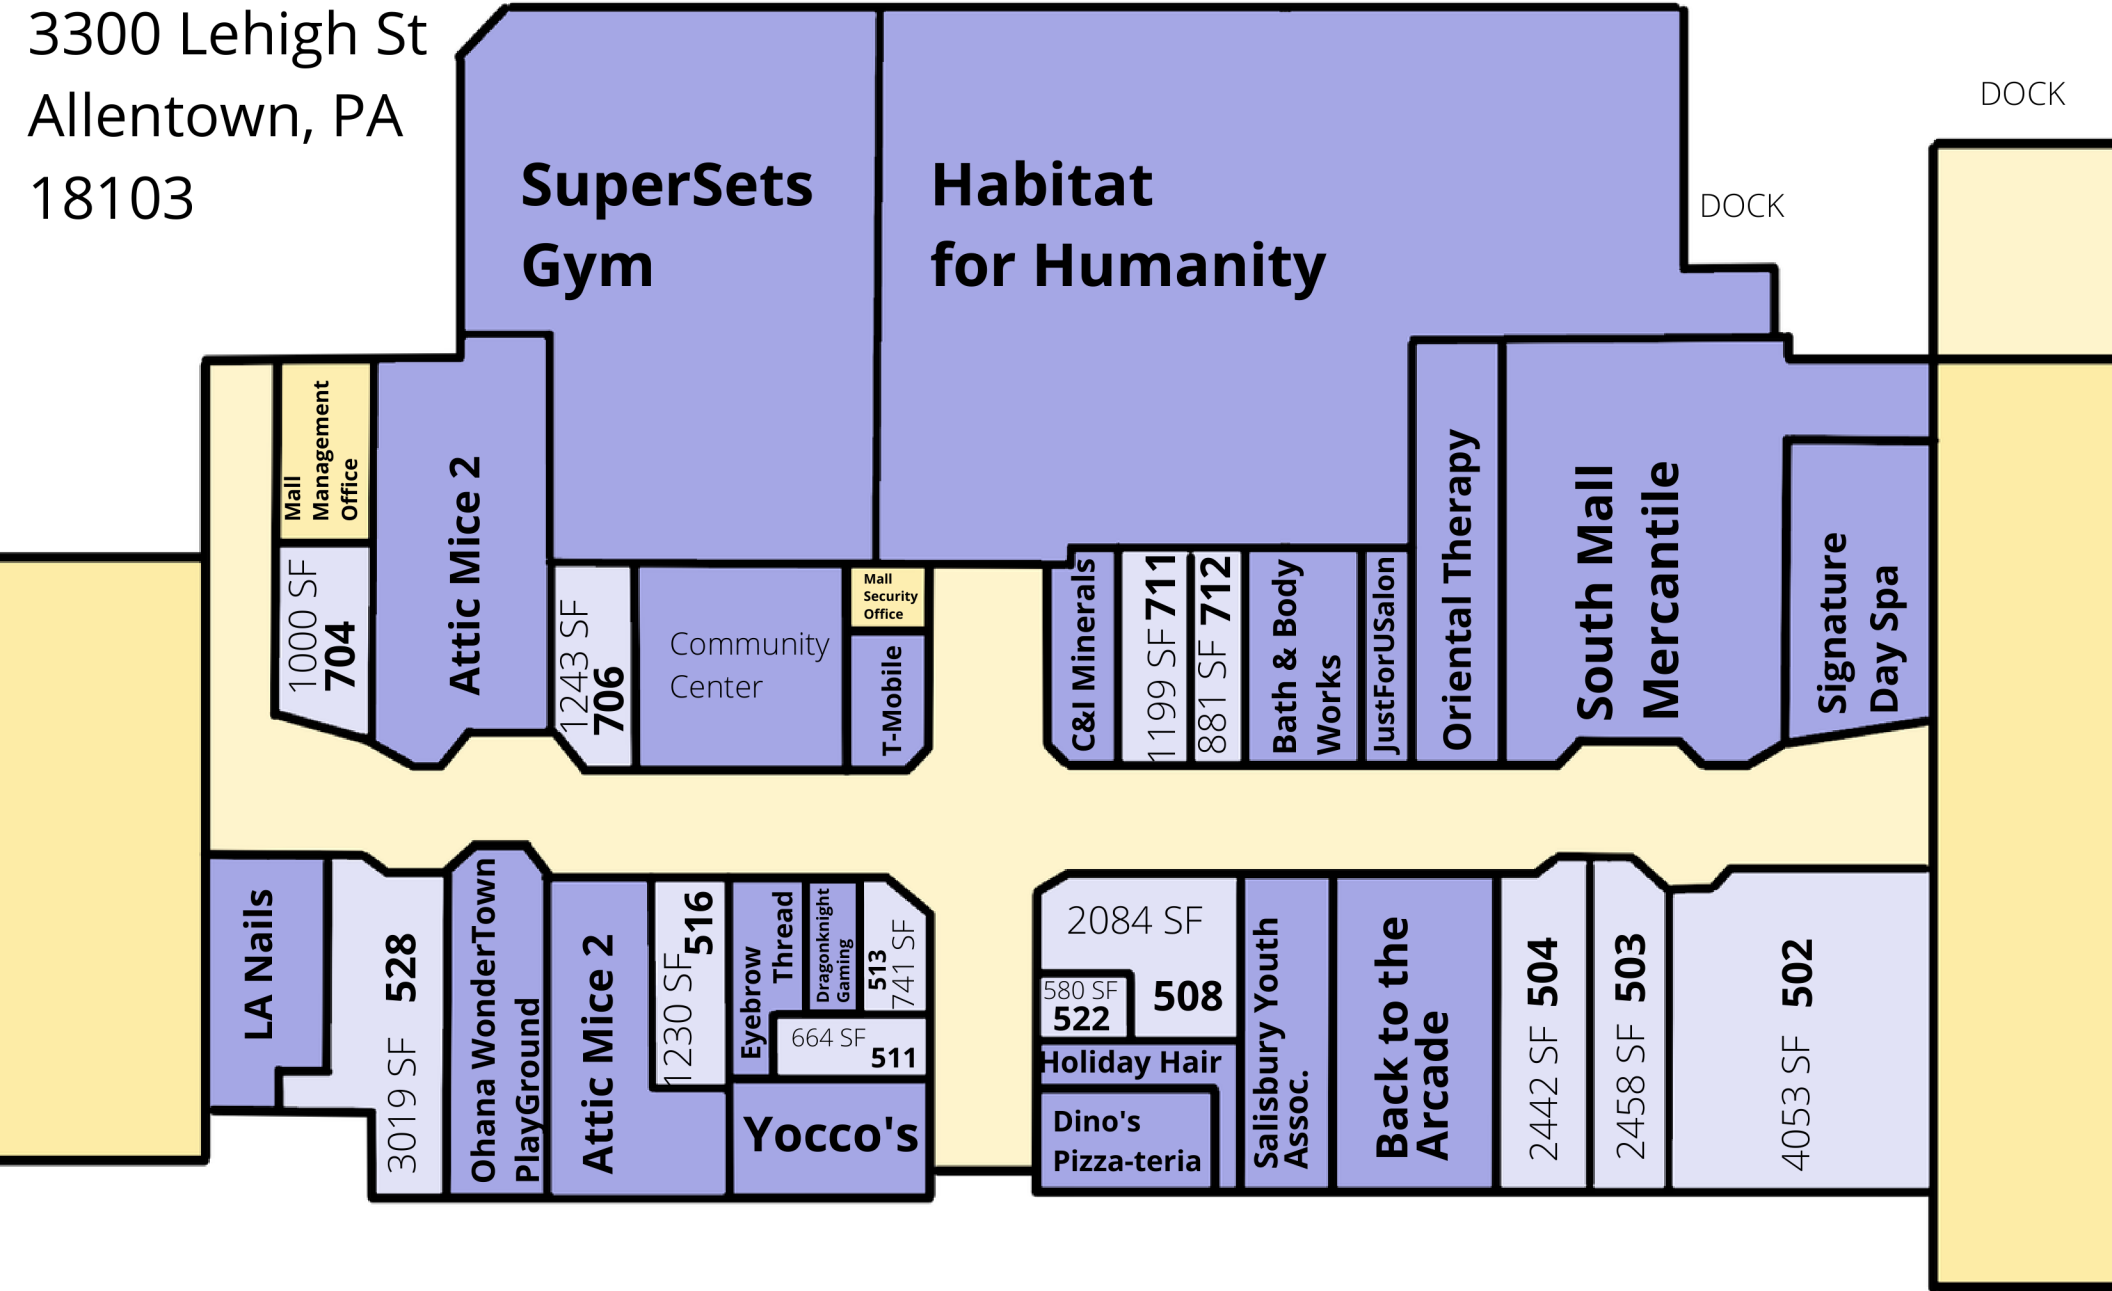 3300 Lehigh St
Allentown, PA
18103
DOCK
DOCK
SuperSets
Gym
Habitat
for Humanity
Mall
Management
Office
1000 SF
704
Attic Mice 2
1243 SF
706
Community
Center
Mall
Security
Office
T-Mobile
C&I Minerals
1199 SF 711
881 SF 712
Bath & Body
Works
JustForUSalon
Oriental Therapy
South Mall
Mercantile
Signature
Day Spa
LA Nails
3019 SF 528
Ohana WonderTown
PlayGround
Attic Mice 2
1230 SF
516
Eyebrow
Thread
Dragonknight
Gaming
513
741 SF
664 SF
511
Yocco's
2084 SF
508
580 SF
522
Holiday Hair
Dino's
Pizza-teria
Salisbury Youth
Assoc.
Back to the
Arcade
2442 SF 504
2458 SF 503
4053 SF 502